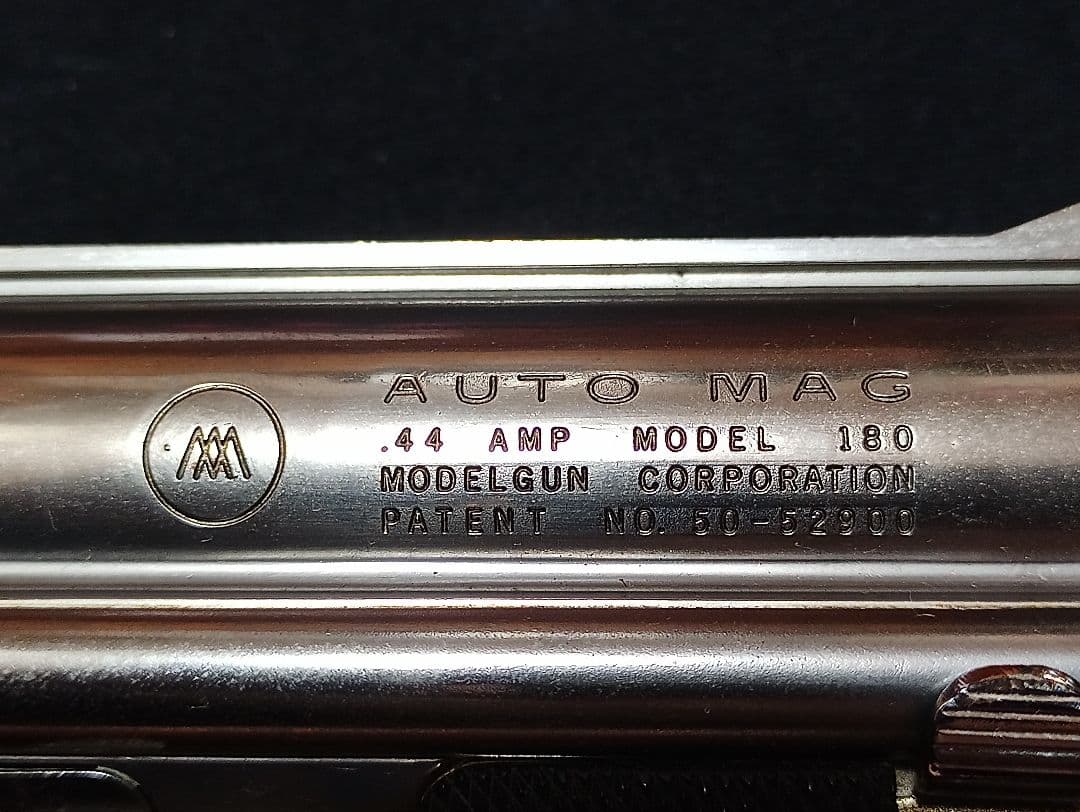 AUTO MAG
.44 AMP MODEL 180
MODELGUN CORPORATION
PATENT NO. 50-52900